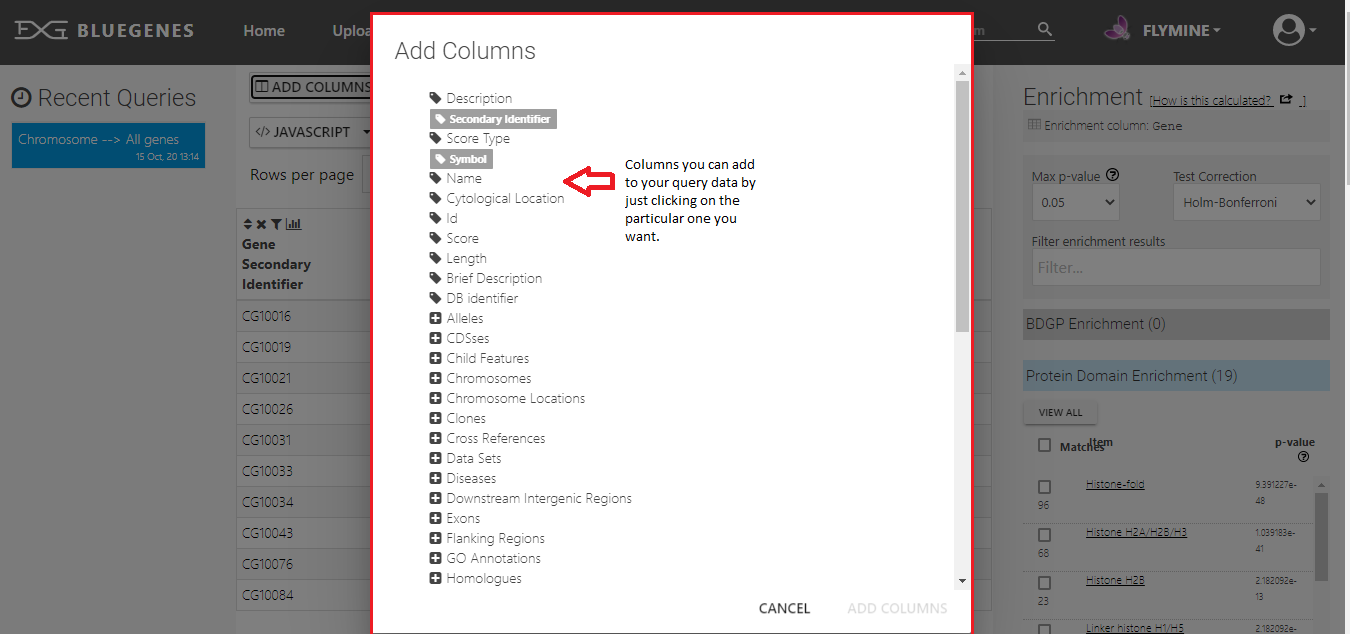 BLUEGENES
Home
Uploa
m
FLYMINE
Recent Queries
Chromosome --> All genes
15 Oct, 20 13:14
ADD COLUMNS
</> JAVASCRIPT
Rows per page
Gene
Secondary
Identifier
CG10016
CG10019
CG10021
CG10026
CG10031
CG10033
CG10034
CG10043
CG10076
CG10084
Add Columns
Description
Secondary Identifier
Score Type
Symbol
Name
Cytological Location
Id
Score
Length
Brief Description
DB identifier
Alleles
CDSses
Child Features
Chromosomes
Chromosome Locations
Clones
Cross References
Data Sets
Diseases
Downstream Intergenic Regions
Exons
Flanking Regions
GO Annotations
Homologues
Columns you can add
to your query data by
just clicking on the
particular one you
want.
CANCEL
ADD COLUMNS
Enrichment [How is this calculated? ]
Enrichment column: Gene
Max p-value
Test Correction
0.05
Holm-Bonferroni
Filter enrichment results
Filter...
BDGP Enrichment (0)
Protein Domain Enrichment (19)
VIEW ALL
Matches
Item
p-value
96
Histone-fold
9.391227e-
48
68
Histone H2A/H2B/H3
1.039183e-
41
23
Histone H2B
2.182092e-
13
Linker histone H1/H5
2.182092e-